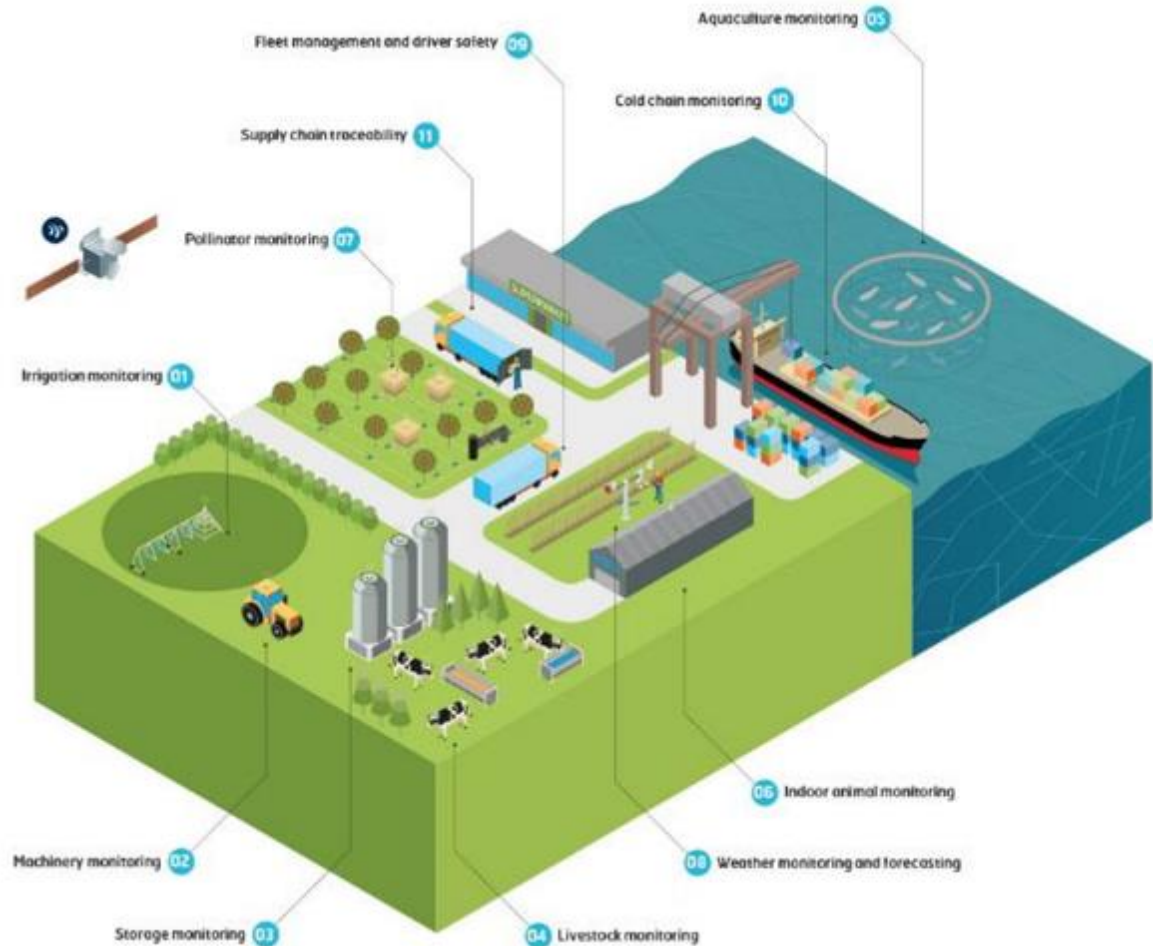 Aquaculture monitoring 05
Fleet management and driver safety 09
Cold chain monitoring 10
Supply chain traceability 11
Pollinator monitoring 07
SUPERMARKET
Irrigation monitoring 01
06 Indoor animal monitoring
Machinery monitoring 02
08 Weather monitoring and forecasting
Storage monitoring 03
04 Livestock monitoring